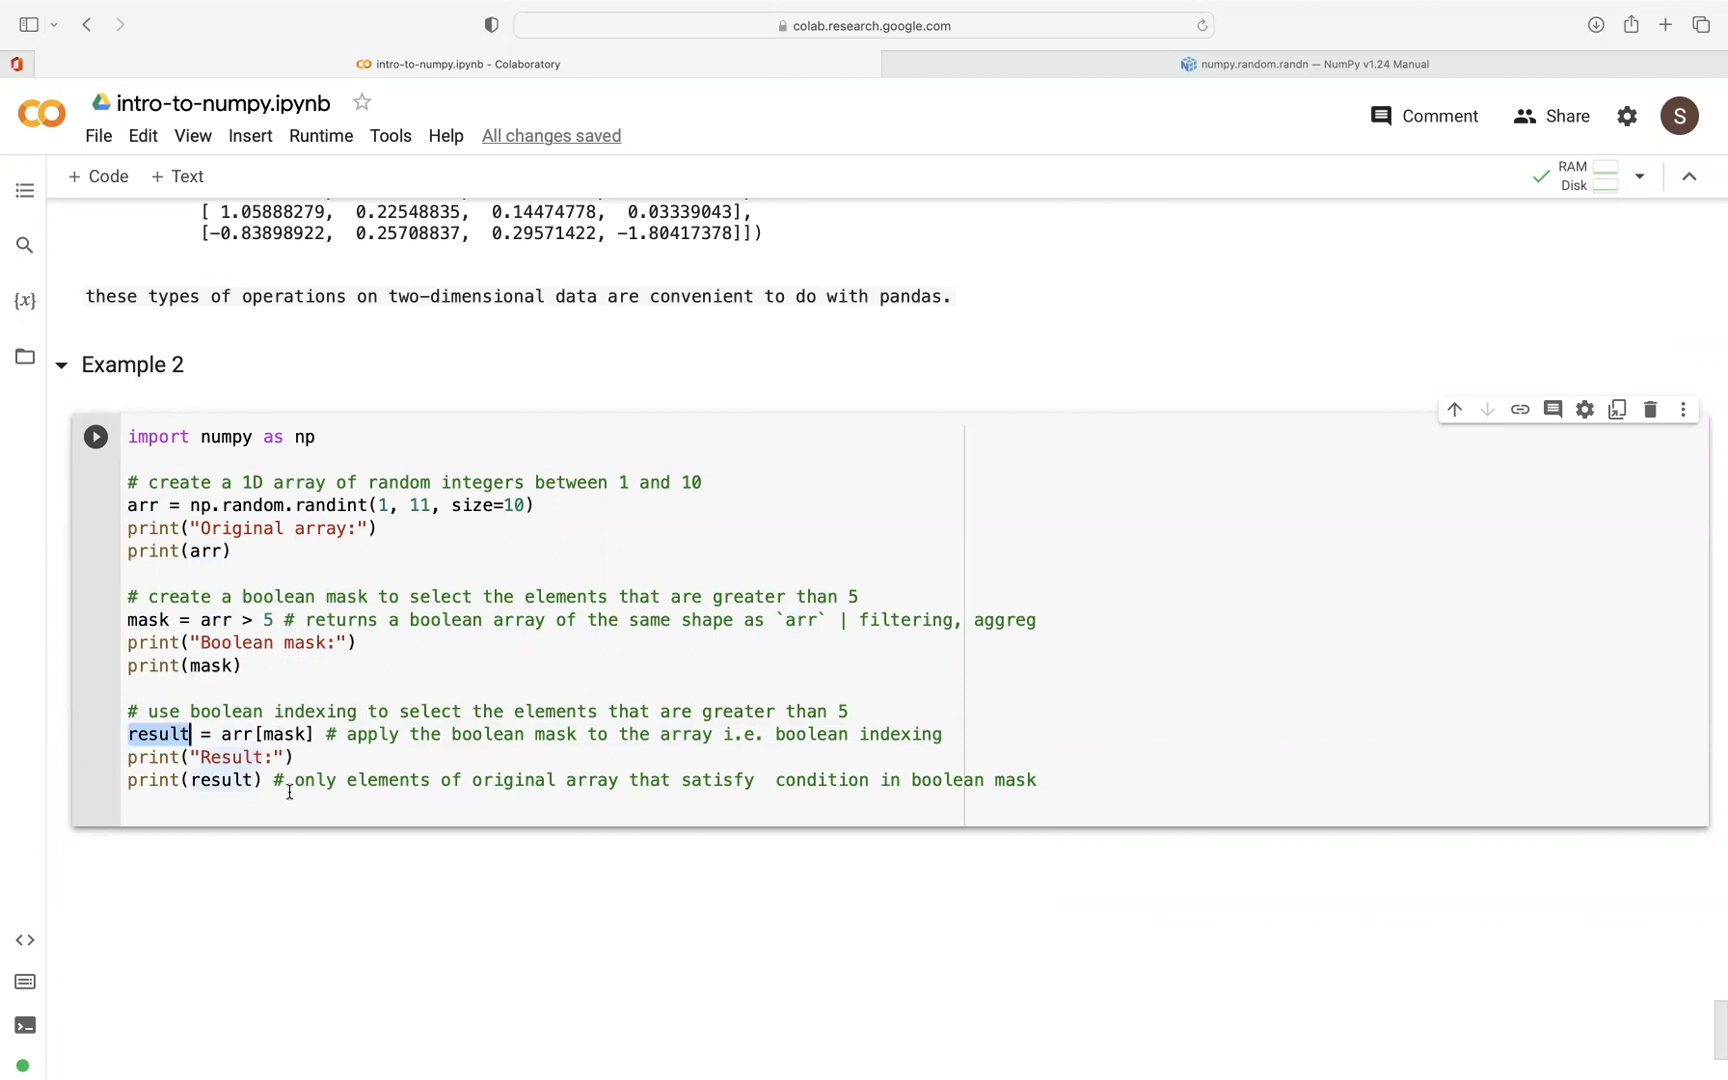 colab.research.google.com
intro-to-numpy.ipynb - Colaboratory
numpy.random.randn — NumPy v1.24 Manual
intro-to-numpy.ipynb
Comment
Share
S
File Edit View Insert Runtime Tools Help All changes saved
+ Code + Text
RAM
Disk
[ 1.05888279, 0.22548835, 0.14474778, 0.03339043],
[-0.83898922, 0.25708837, 0.29571422, -1.80417378]])
{x}
these types of operations on two-dimensional data are convenient to do with pandas.
Example 2
import numpy as np
# create a 1D array of random integers between 1 and 10
arr = np.random.randint(1, 11, size=10)
print("Original array:")
print(arr)
# create a boolean mask to select the elements that are greater than 5
mask = arr > 5 # returns a boolean array of the same shape as `arr` | filtering, aggreg
print("Boolean mask:")
print(mask)
# use boolean indexing to select the elements that are greater than 5
result = arr[mask] # apply the boolean mask to the array i.e. boolean indexing
print("Result:")
print(result) # only elements of original array that satisfy  condition in boolean mask